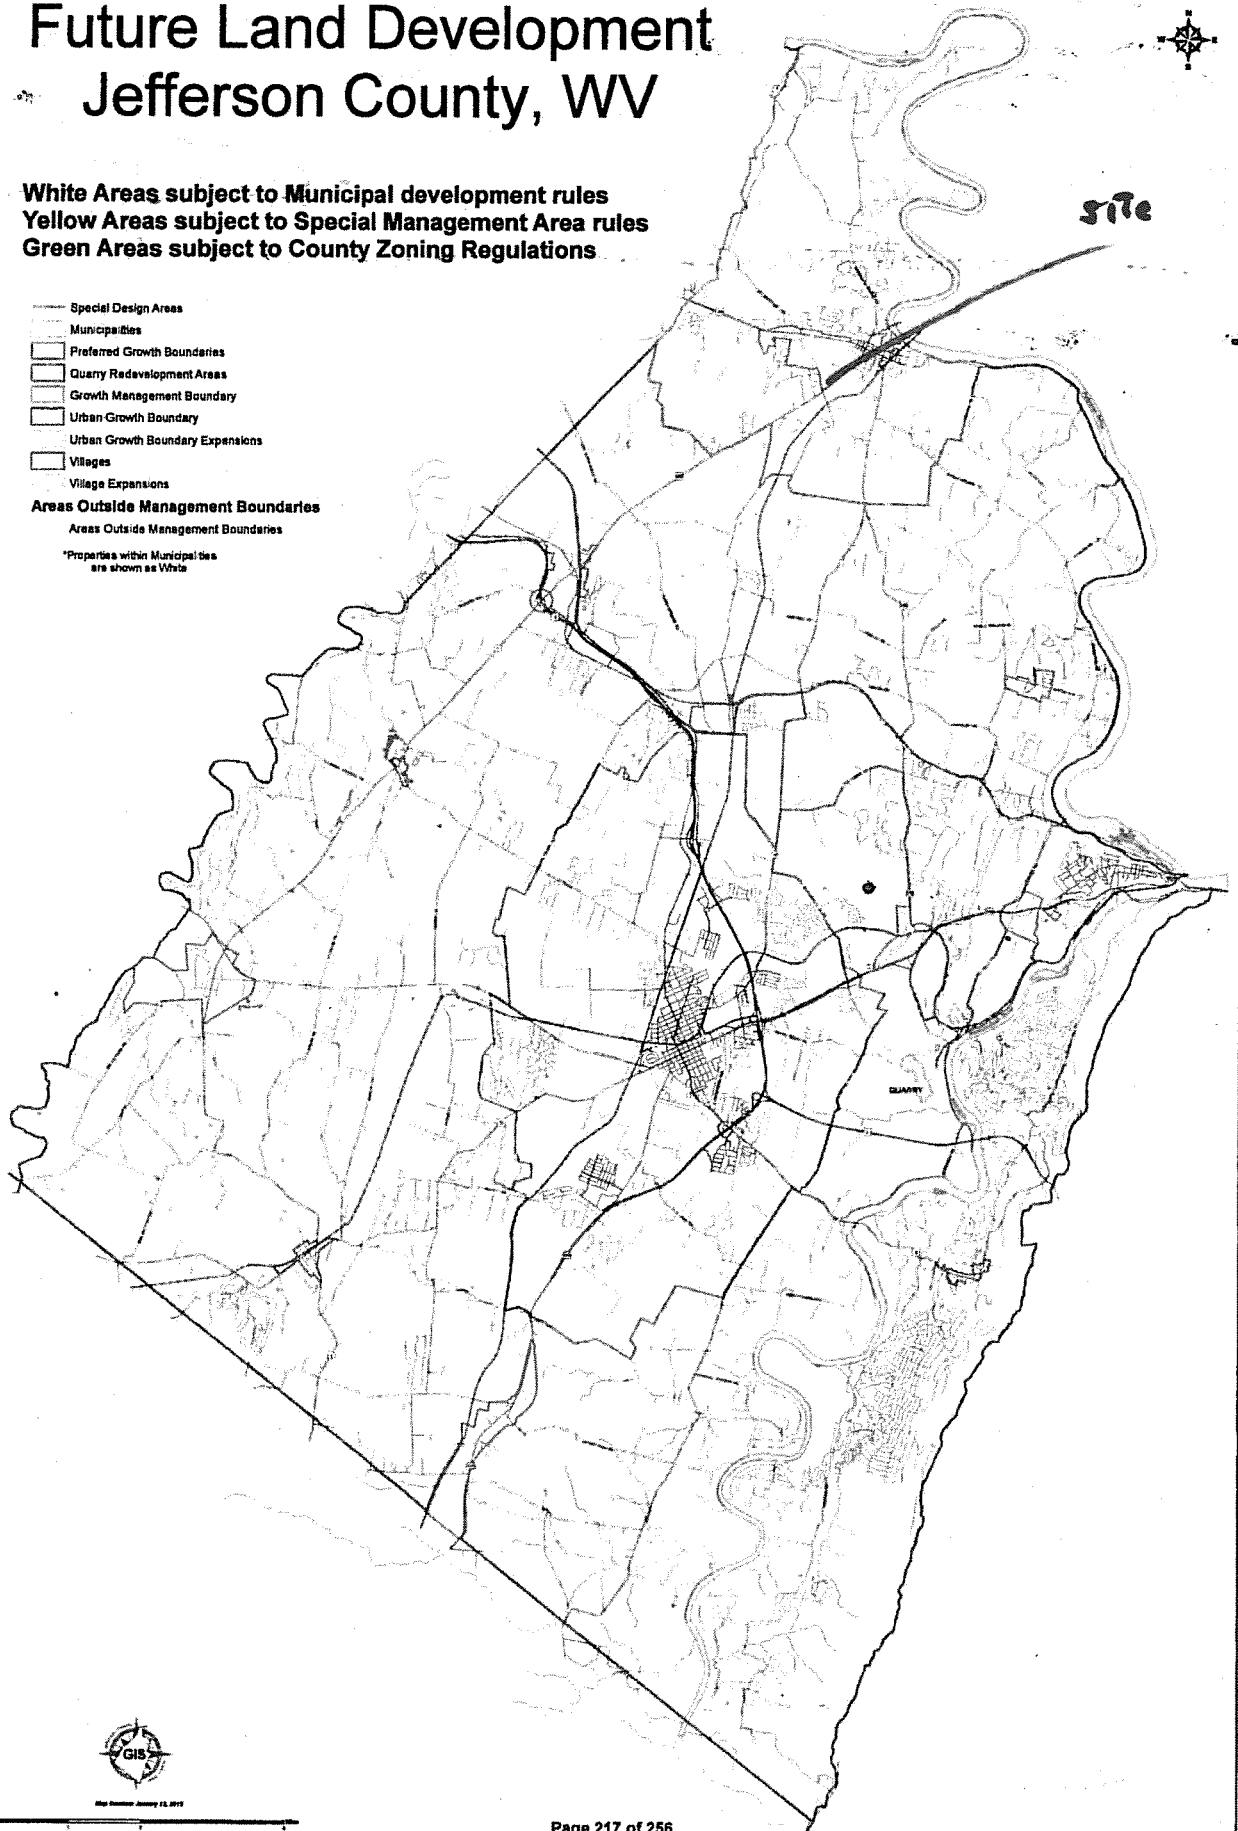 Future Land Development
Jefferson County, WV
White Areas subject to Municipal development rules
Yellow Areas subject to Special Management Area rules
Green Areas subject to County Zoning Regulations
site
Special Design Areas
Municipalities
Preferred Growth Boundaries
Quarry Redevelopment Areas
Growth Management Boundary
Urban Growth Boundary
Urban Growth Boundary Expansions
Villages
Village Expansions
Areas Outside Management Boundaries
Areas Outside Management Boundaries
*Properties within Municipalities
are shown as White
QUARRY
GIS
Page 217 of 256